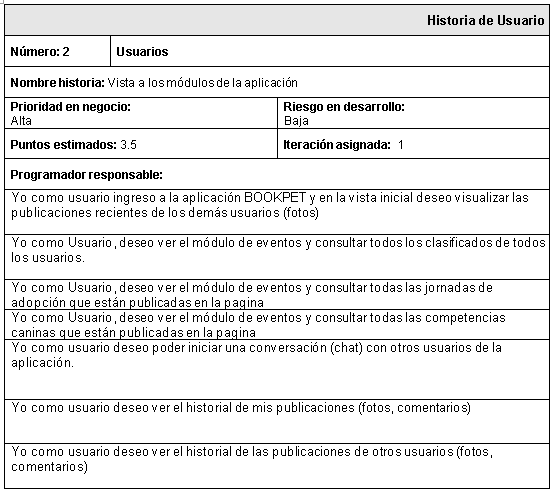 Historia de Usuario
Número: 2 Usuarios
Nombre historia: Vista a los módulos de la aplicación
Prioridad en negocio: Riesgo en desarrollo:
Alta Baja
Puntos estimados: 3.5 Iteración asignada: 1
Programador responsable:
Yo como usuario ingreso a la aplicación BOOKPET y en la vista inicial deseo visualizar las
publicaciones recientes de los demás usuarios (fotos)
Yo como Usuario, deseo ver el módulo de eventos y consultar todos los clasificados de todos
los usuarios.
Yo como Usuario, deseo ver el módulo de eventos y consultar todas las jornadas de
adopción que están publicadas en la pagina
Yo como Usuario, deseo ver el módulo de eventos y consultar todas las competencias
caninas que están publicadas en la pagina
Yo como usuario deseo poder iniciar una conversación (chat) con otros usuarios de la
aplicación.
Yo como usuario deseo ver el historial de mis publicaciones (fotos, comentarios)
Yo como usuario deseo ver el historial de las publicaciones de otros usuarios (fotos,
comentarios)